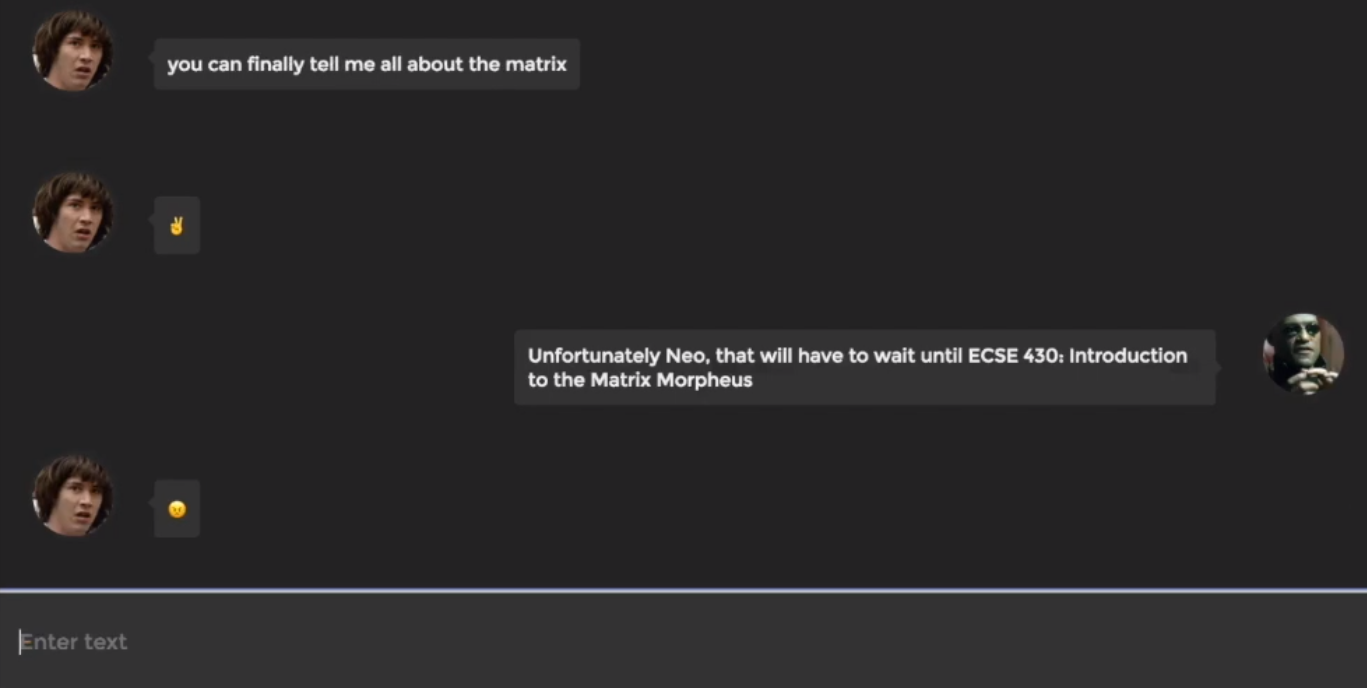 you can finally tell me all about the matrix
✌️
Unfortunately Neo, that will have to wait until ECSE 430: Introduction
to the Matrix Morpheus
😠
Enter text